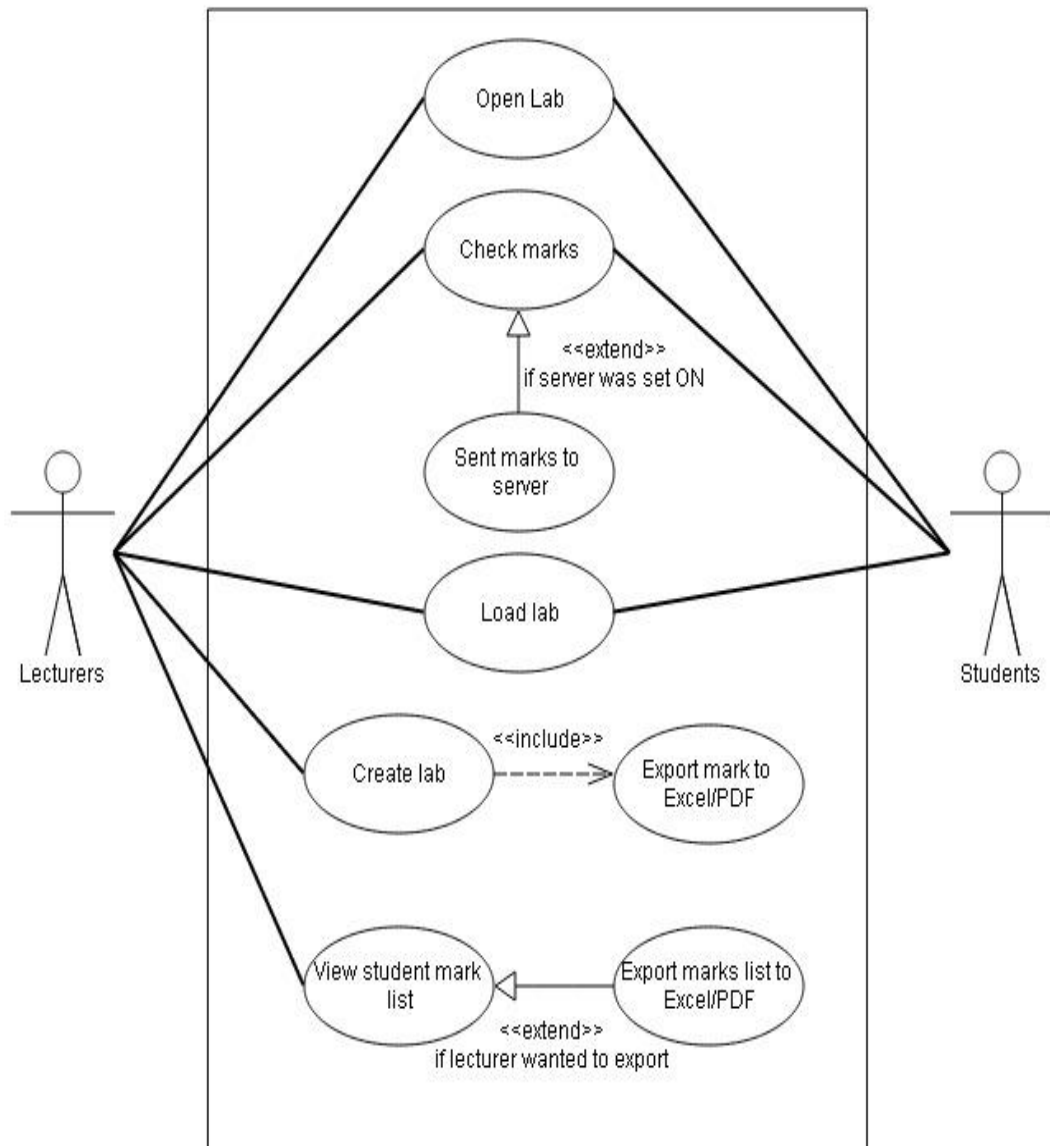 Open Lab
Check marks
<<extend>>
if server was set ON
Sent marks to
server
Lecturers
Students
Load lab
Create lab
<<include>>
Export mark to
Excel/PDF
View student mark
list
Export marks list to
Excel/PDF
<<extend>>
if lecturer wanted to export